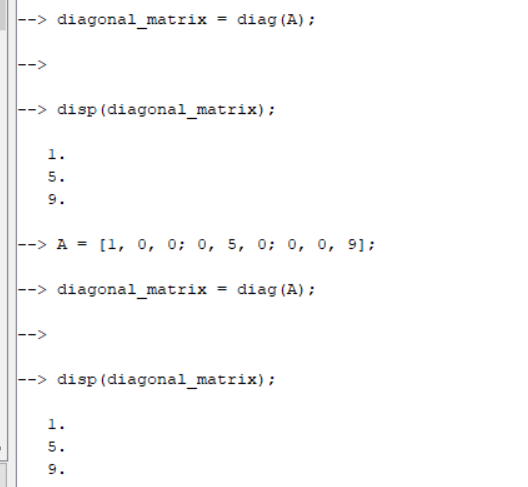 --> diagonal_matrix = diag(A);
-->
--> disp(diagonal_matrix);
1.
5.
9.
--> A = [1, 0, 0; 0, 5, 0; 0, 0, 9];
--> diagonal_matrix = diag(A);
-->
--> disp(diagonal_matrix);
1.
5.
9.